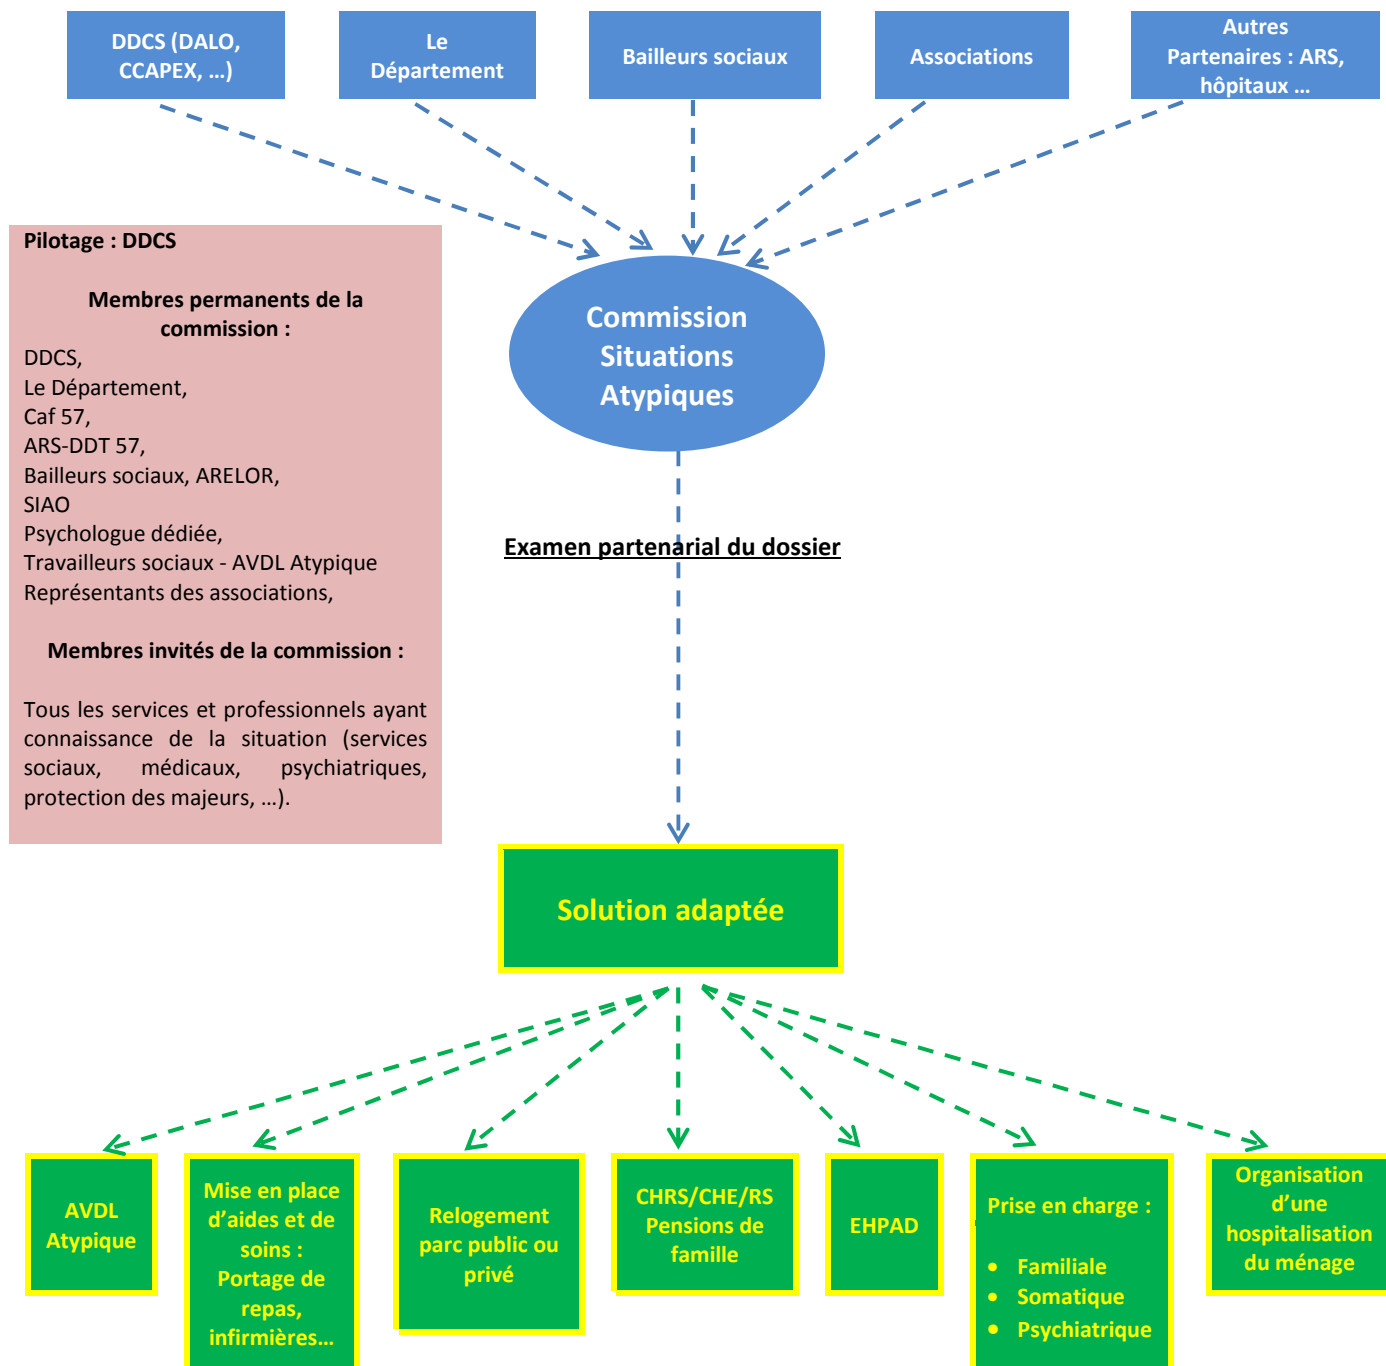 DDCS (DALO,
CCAPEX, ...)
Le
Département
Bailleurs sociaux
Associations
Autres
Partenaires : ARS,
hôpitaux ...
Pilotage : DDCS
Membres permanents de la
commission :
DDCS,
Le Département,
Caf 57,
ARS-DDT 57,
Bailleurs sociaux, ARELOR,
SIAO
Psychologue dédiée,
Travailleurs sociaux - AVDL Atypique
Représentants des associations,
Membres invités de la commission :
Tous les services et professionnels ayant
connaissance de la situation (services
sociaux, médicaux, psychiatriques,
protection des majeurs, ...).
Commission
Situations
Atypiques
Examen partenarial du dossier
Solution adaptée
AVDL
Atypique
Mise en place
d'aides et de
soins :
Portage de
repas,
infirmières...
Relogement
parc public ou
privé
CHRS/CHE/RS
Pensions de
famille
EHPAD
Prise en charge :
• Familiale
• Somatique
• Psychiatrique
Organisation
d'une
hospitalisation
du ménage